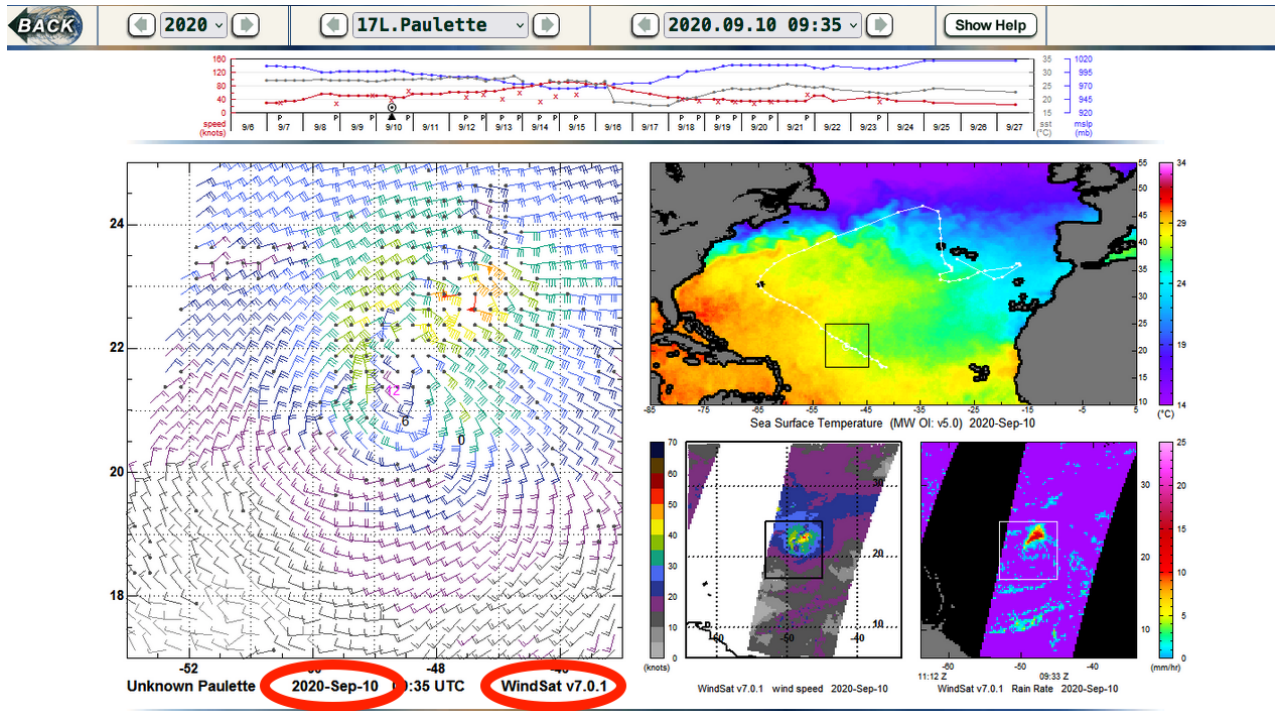 BACK
2020
17L.Paulette
2020.09.10 09:35
Show Help
160
120
80
40
0
speed
(knots)
35
30
25
20
15
sst
(°C)
1020
995
970
945
920
mslp
(mb)
P P P P P P P P P P P P P P P P
9/6 9/7 9/8 9/9 9/10 9/11 9/12 9/13 9/14 9/15 9/16 9/17 9/18 9/19 9/20 9/21 9/22 9/23 9/24 9/25 9/26 9/27
24
22
20
18
12
6
0
-52 -48
Unknown Paulette 2020-Sep-10 09:35 UTC WindSat v7.0.1
55
50
45
40
35
30
25
20
15
10
-85 -75 -65 -55 -45 -35 -25 -15 -5 5
34
29
24
19
14
(°C)
Sea Surface Temperature (MW OI: v5.0) 2020-Sep-10
70
60
50
40
30
20
10
0
(knots)
30
20
10
-60 -50 -40
WindSat v7.0.1 wind speed 2020-Sep-10
30
20
10
-60 -50 -40
11:12 Z 09:33 Z
WindSat v7.0.1 Rain Rate 2020-Sep-10
25
20
15
10
5
0
(mm/hr)